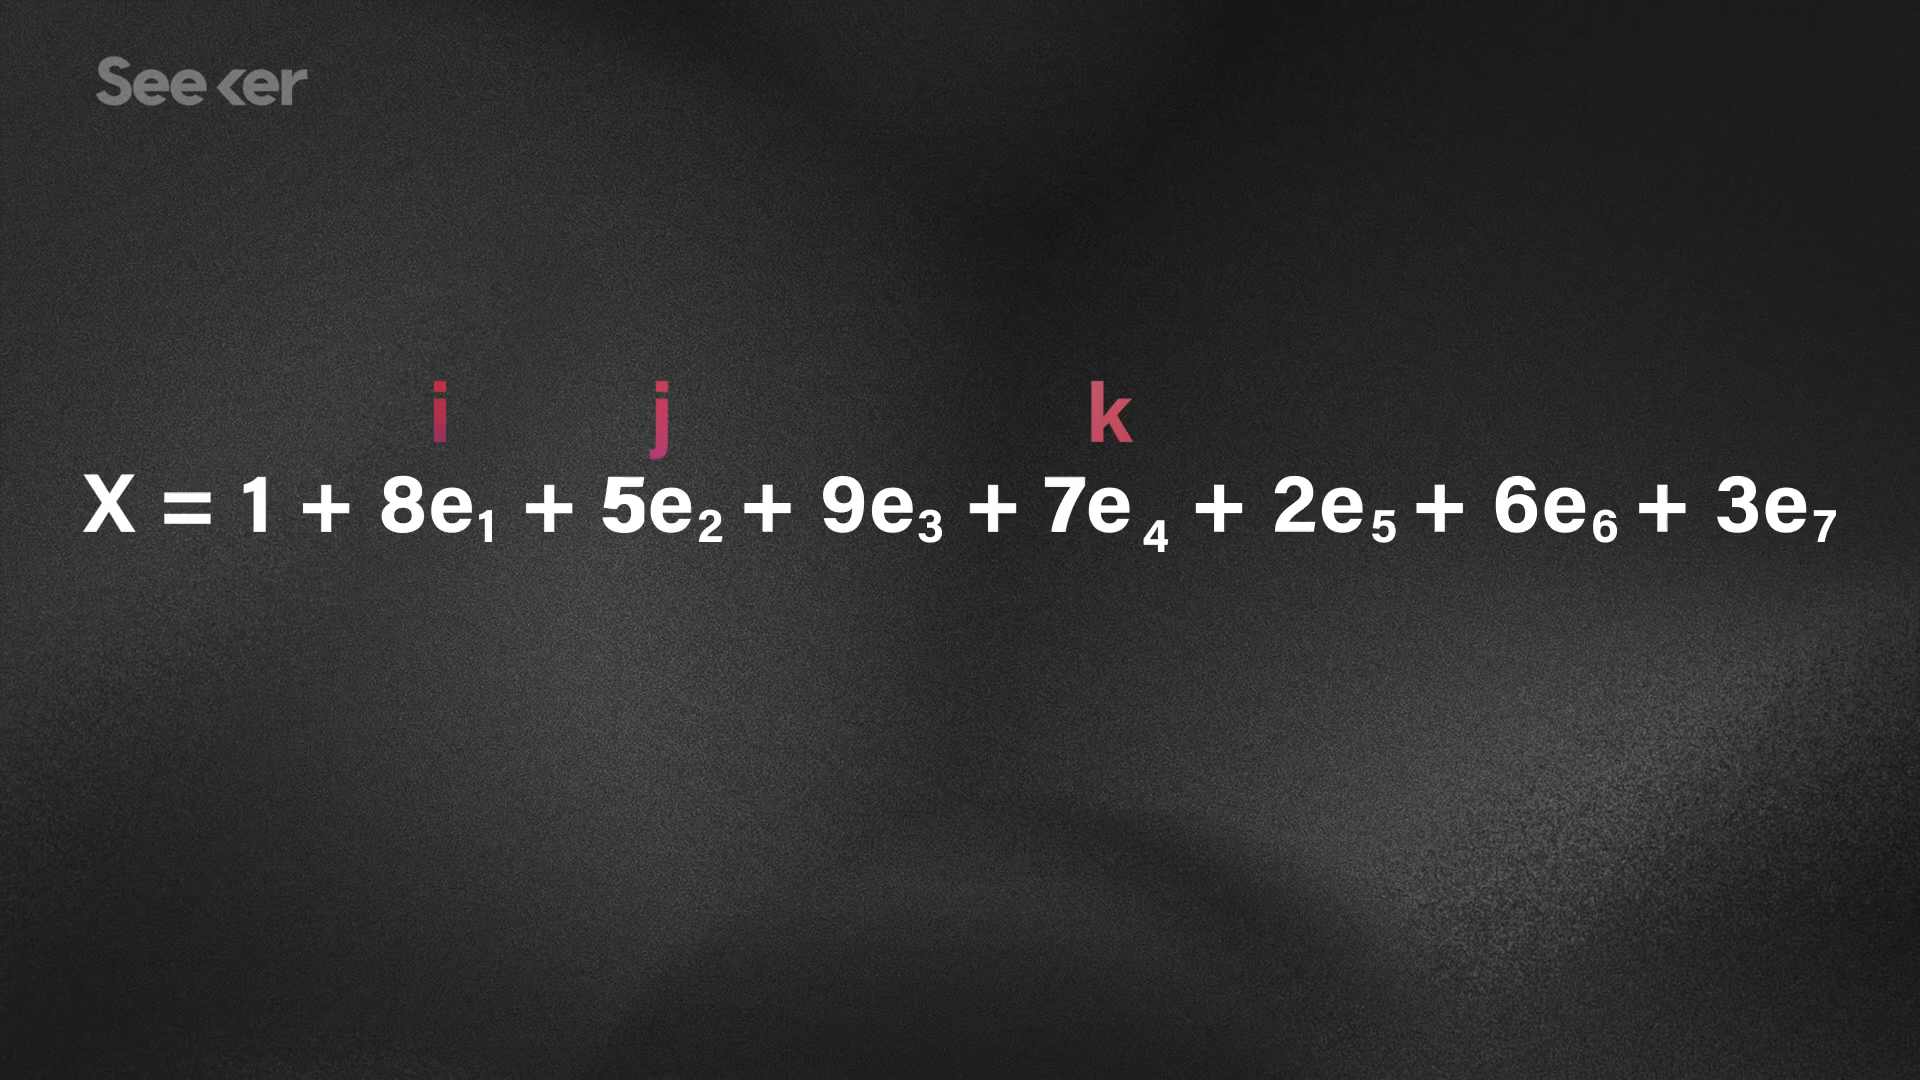 Seeker
i j k
X = 1 + 8e₁ + 5e₂ + 9e₃ + 7e₄ + 2e₅ + 6e₆ + 3e₇